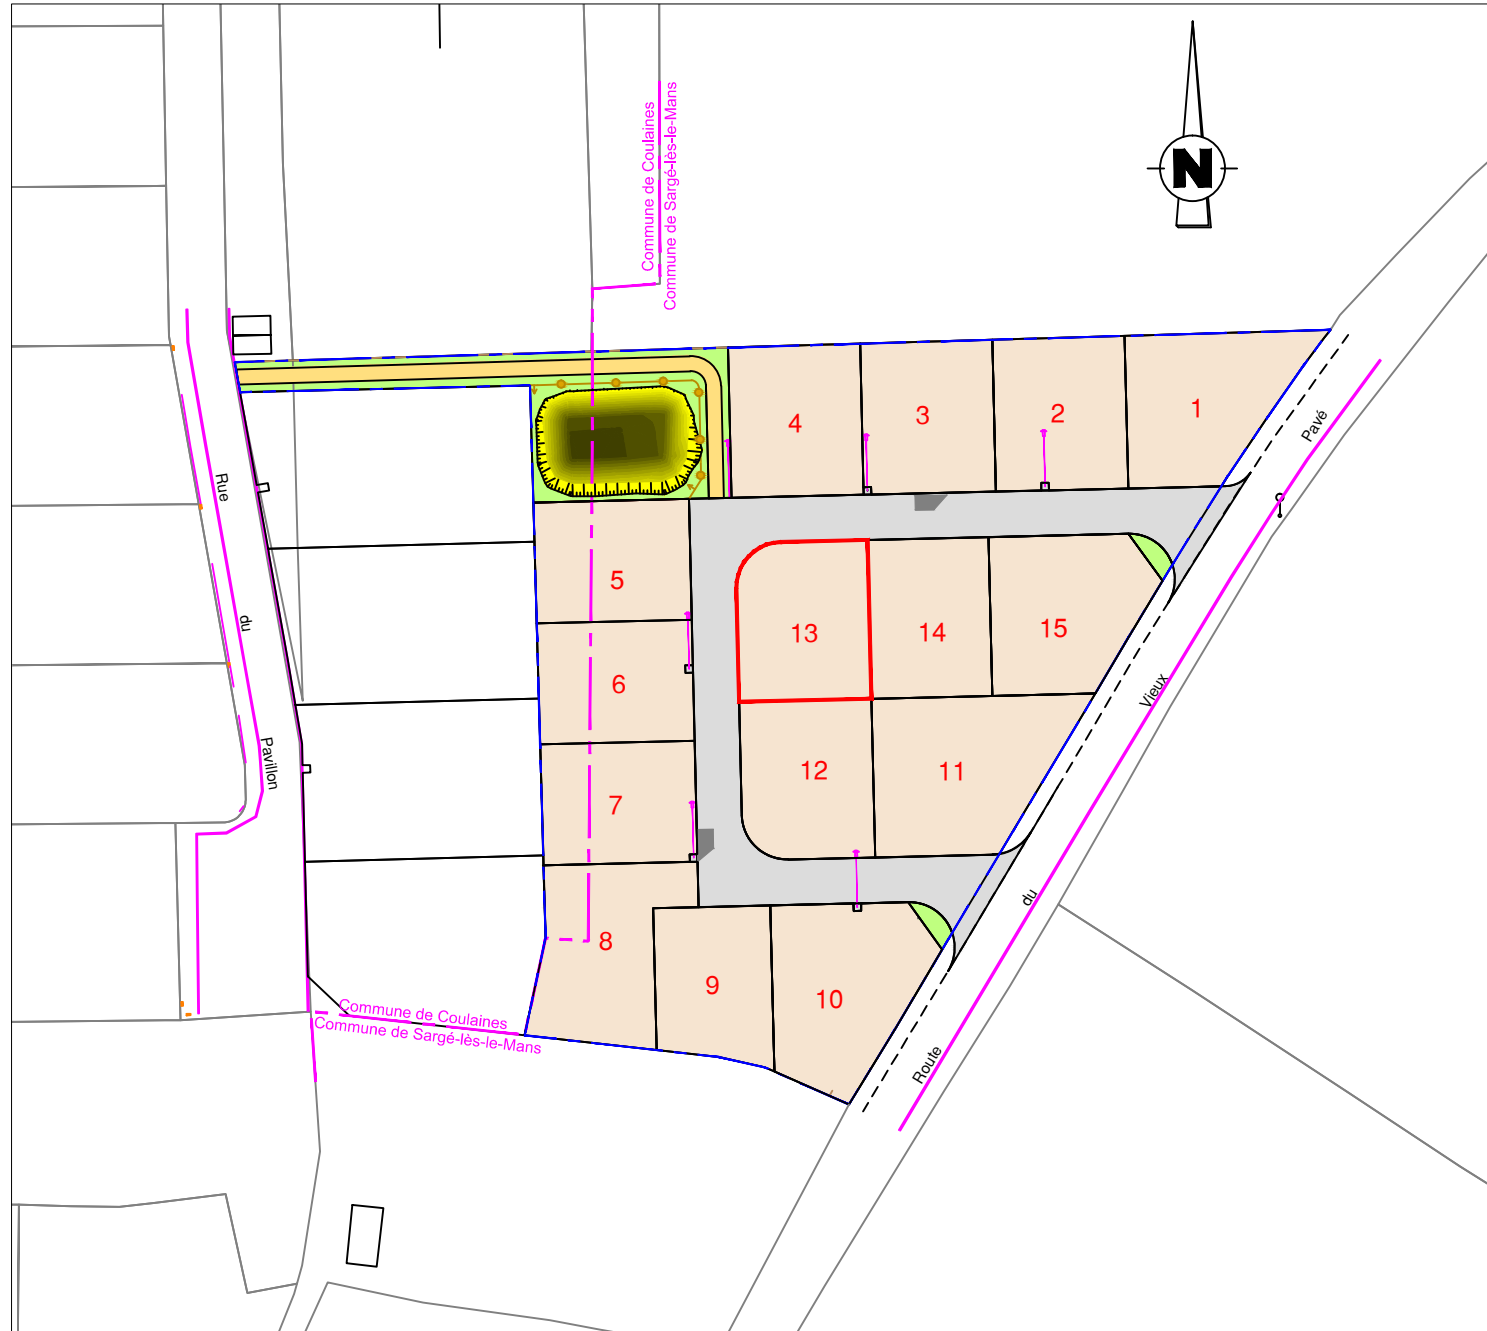 Commune de Coulaines
Commune de Sargé-lès-le-Mans
N
4
3
2
1
Rue
du
Pavillon
5
6
7
8
13
14
15
12
11
9
10
Route
du
Vieux
Pavé
Commune de Coulaines
Commune de Sargé-lès-le-Mans